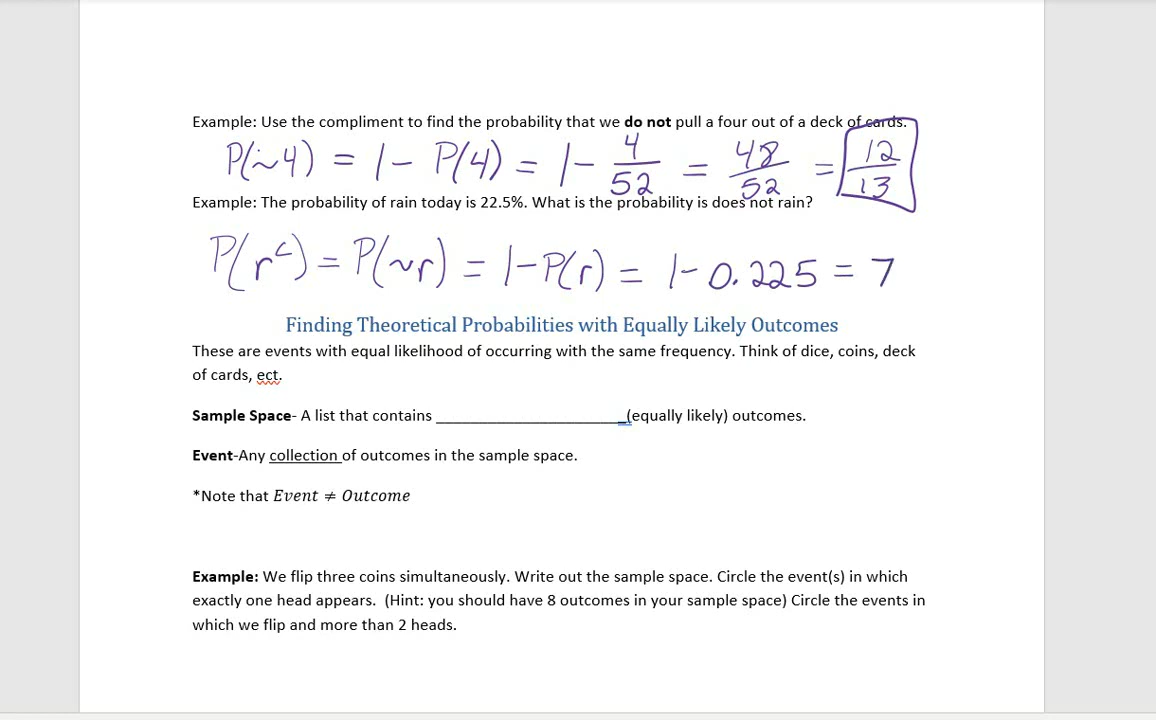 Example: Use the compliment to find the probability that we do not pull a four out of a deck of cards.
P(~4) = 1 - P(4) = 1 - 4/52 = 48/52 = 12/13
Example: The probability of rain today is 22.5%. What is the probability is does not rain?
P(r^c) = P(~r) = 1-P(r) = 1-0.225 = 7
Finding Theoretical Probabilities with Equally Likely Outcomes
These are events with equal likelihood of occurring with the same frequency. Think of dice, coins, deck
of cards, ect.
Sample Space- A list that contains ______________________(equally likely) outcomes.
Event-Any collection of outcomes in the sample space.
*Note that Event ≠ Outcome
Example: We flip three coins simultaneously. Write out the sample space. Circle the event(s) in which
exactly one head appears.  (Hint: you should have 8 outcomes in your sample space) Circle the events in
which we flip and more than 2 heads.